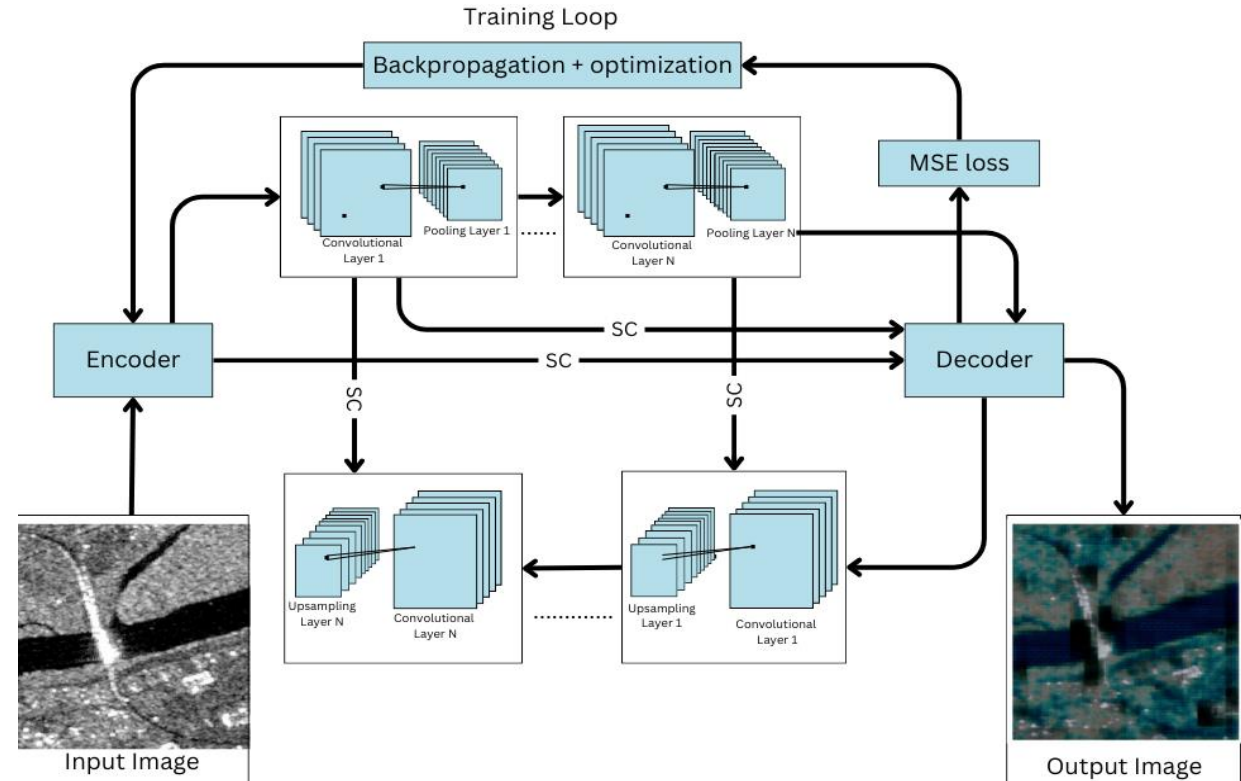 Training Loop
Backpropagation + optimization
MSE loss
Pooling Layer 1
Pooling Layer N
......
Convolutional
Layer 1
Convolutional
Layer N
SC
Encoder
SC
Decoder
SC
SC
Upsampling
Layer N
Convolutional
Layer N
.............
Upsampling
Layer 1
Convolutional
Layer 1
Input Image
Output Image